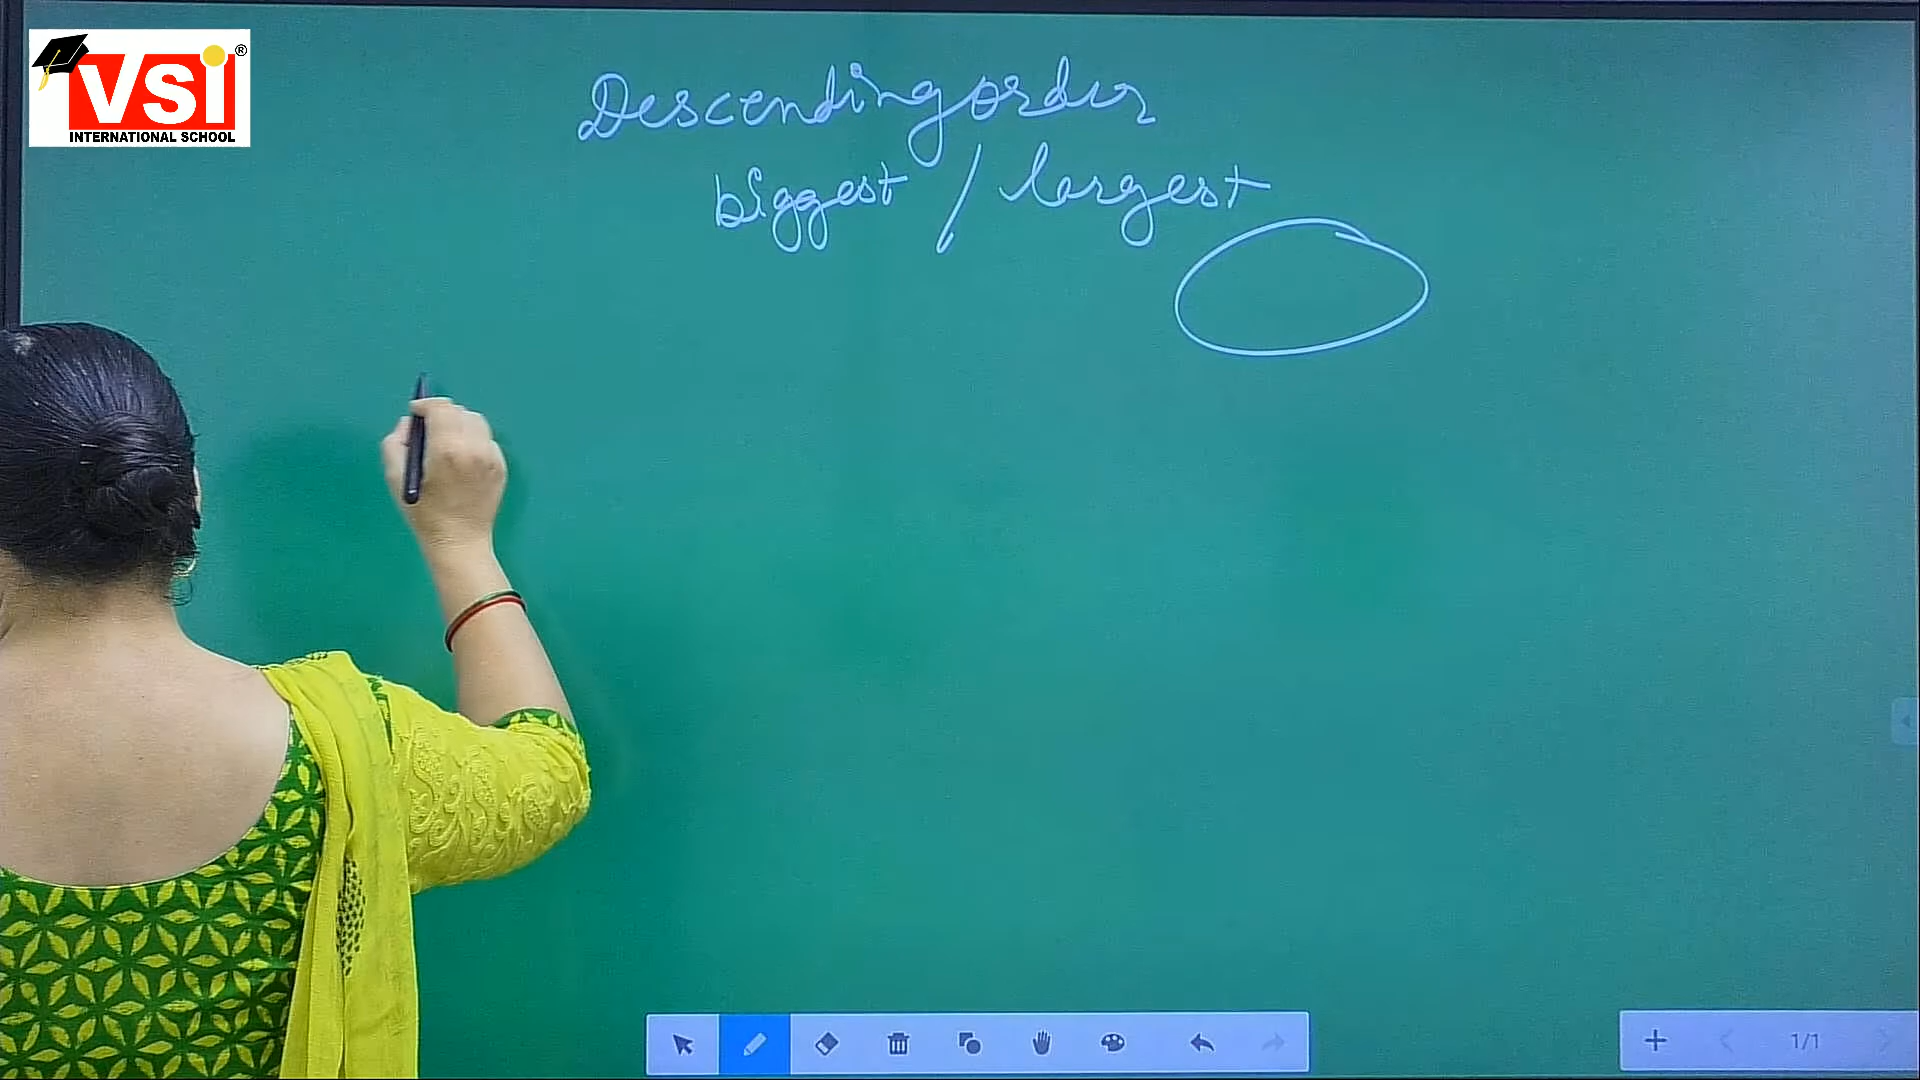 VSI ®
INTERNATIONAL SCHOOL
Descending order
biggest / largest
1/1